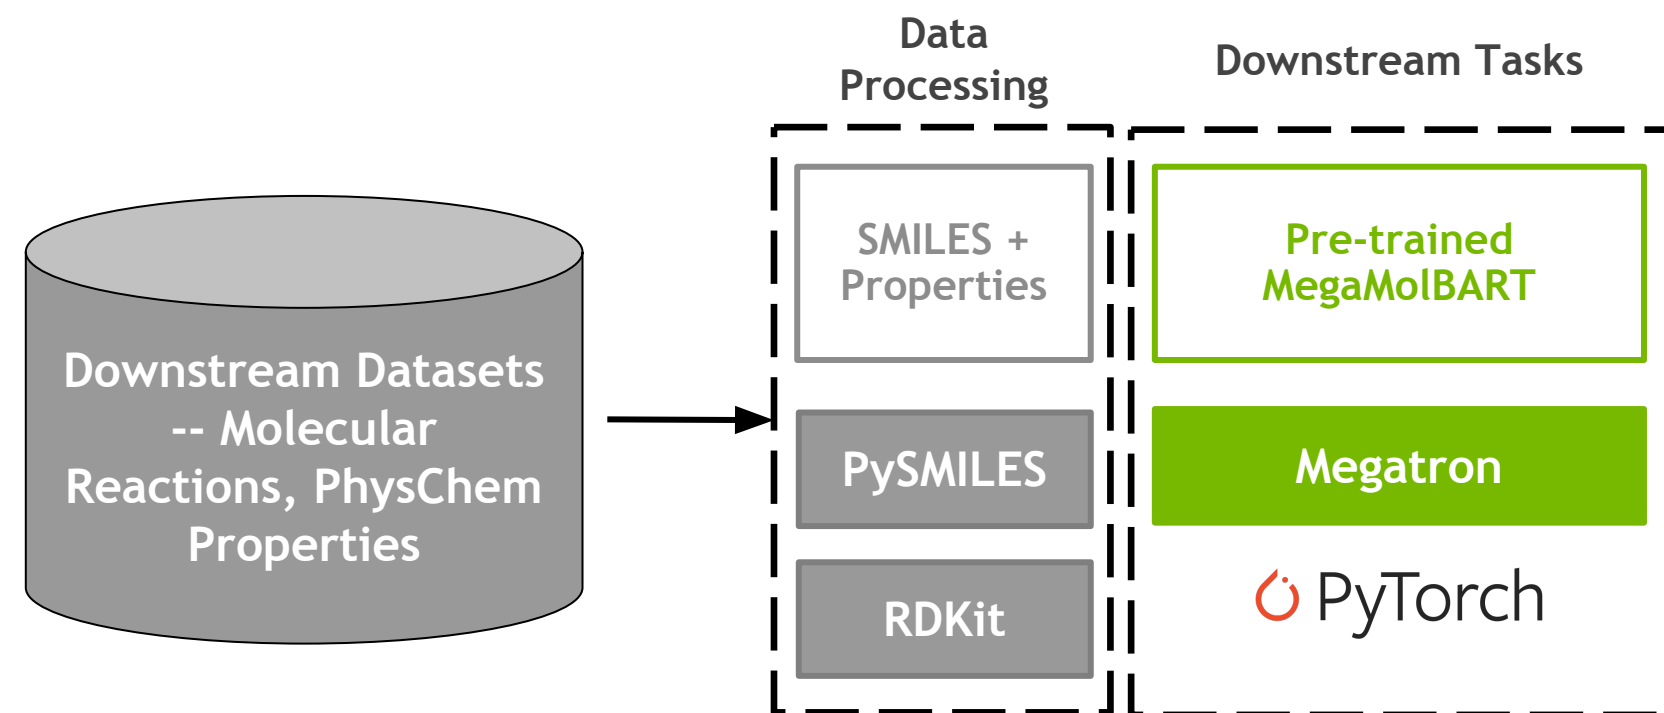 Data
Processing
Downstream Tasks
Downstream Datasets
-- Molecular
Reactions, PhysChem
Properties
SMILES +
Properties
PySMILES
RDKit
Pre-trained
MegaMolBART
Megatron
PyTorch